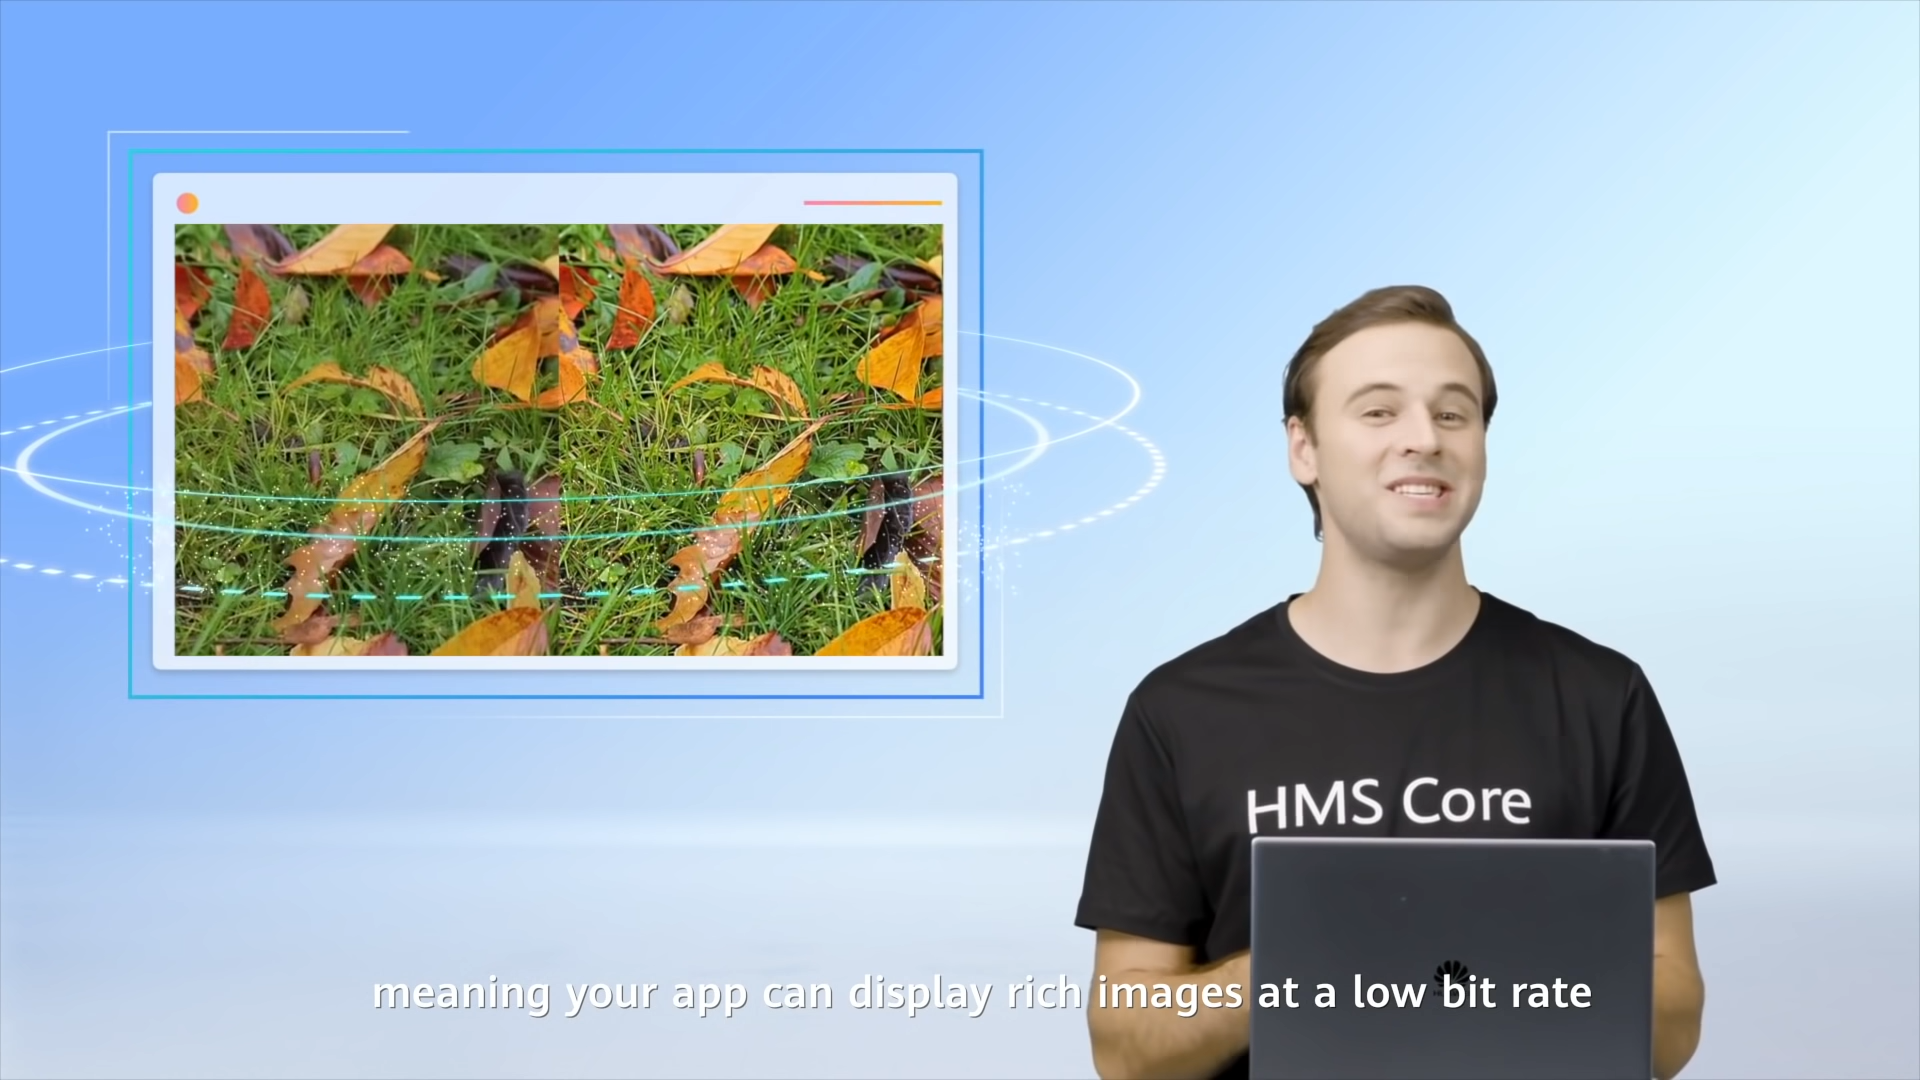 HMS Core
meaning your app can display rich images at a low bit rate